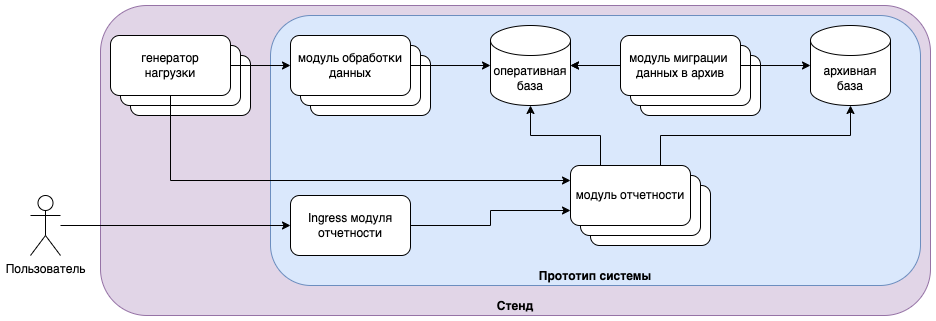 генератор
нагрузки
модуль обработки
данных
оперативная
база
модуль миграции
данных в архив
архивная
база
модуль отчетности
Ingress модуля
отчетности
Пользователь
Прототип системы
Стенд